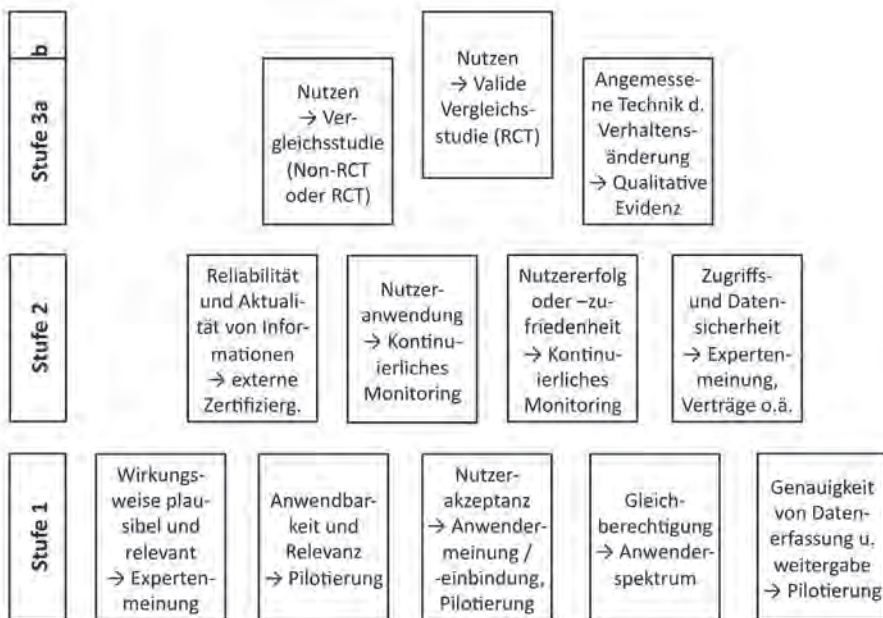 b
Stufe 3a
Nutzen
→ Ver-
gleichsstudie
(Non-RCT
oder RCT)
Nutzen
→ Valide
Vergleichs-
studie (RCT)
Angemesse-
ne Technik d.
Verhaltens-
änderung
→ Qualitative
Evidenz
Stufe 2
Reliabilität
und Aktuali-
tät von Infor-
mationen
→ externe
Zertifizierg.
Nutzer-
anwendung
→ Kontinu-
ierliches
Monitoring
Nutzererfolg
oder –zu-
friedenheit
→ Kontinu-
ierliches
Monitoring
Zugriffs-
und Daten-
sicherheit
→ Experten-
meinung,
Verträge o.ä.
Stufe 1
Wirkungs-
weise plau-
sibel und
relevant
→ Experten-
meinung
Anwendbar-
keit und
Relevanz
→ Pilotierung
Nutzer-
akzeptanz
→ Anwender-
meinung /
-einbindung,
Pilotierung
Gleich-
berechtigung
→ Anwender-
spektrum
Genauigkeit
von Daten-
erfassung u.
weitergabe
→ Pilotierung